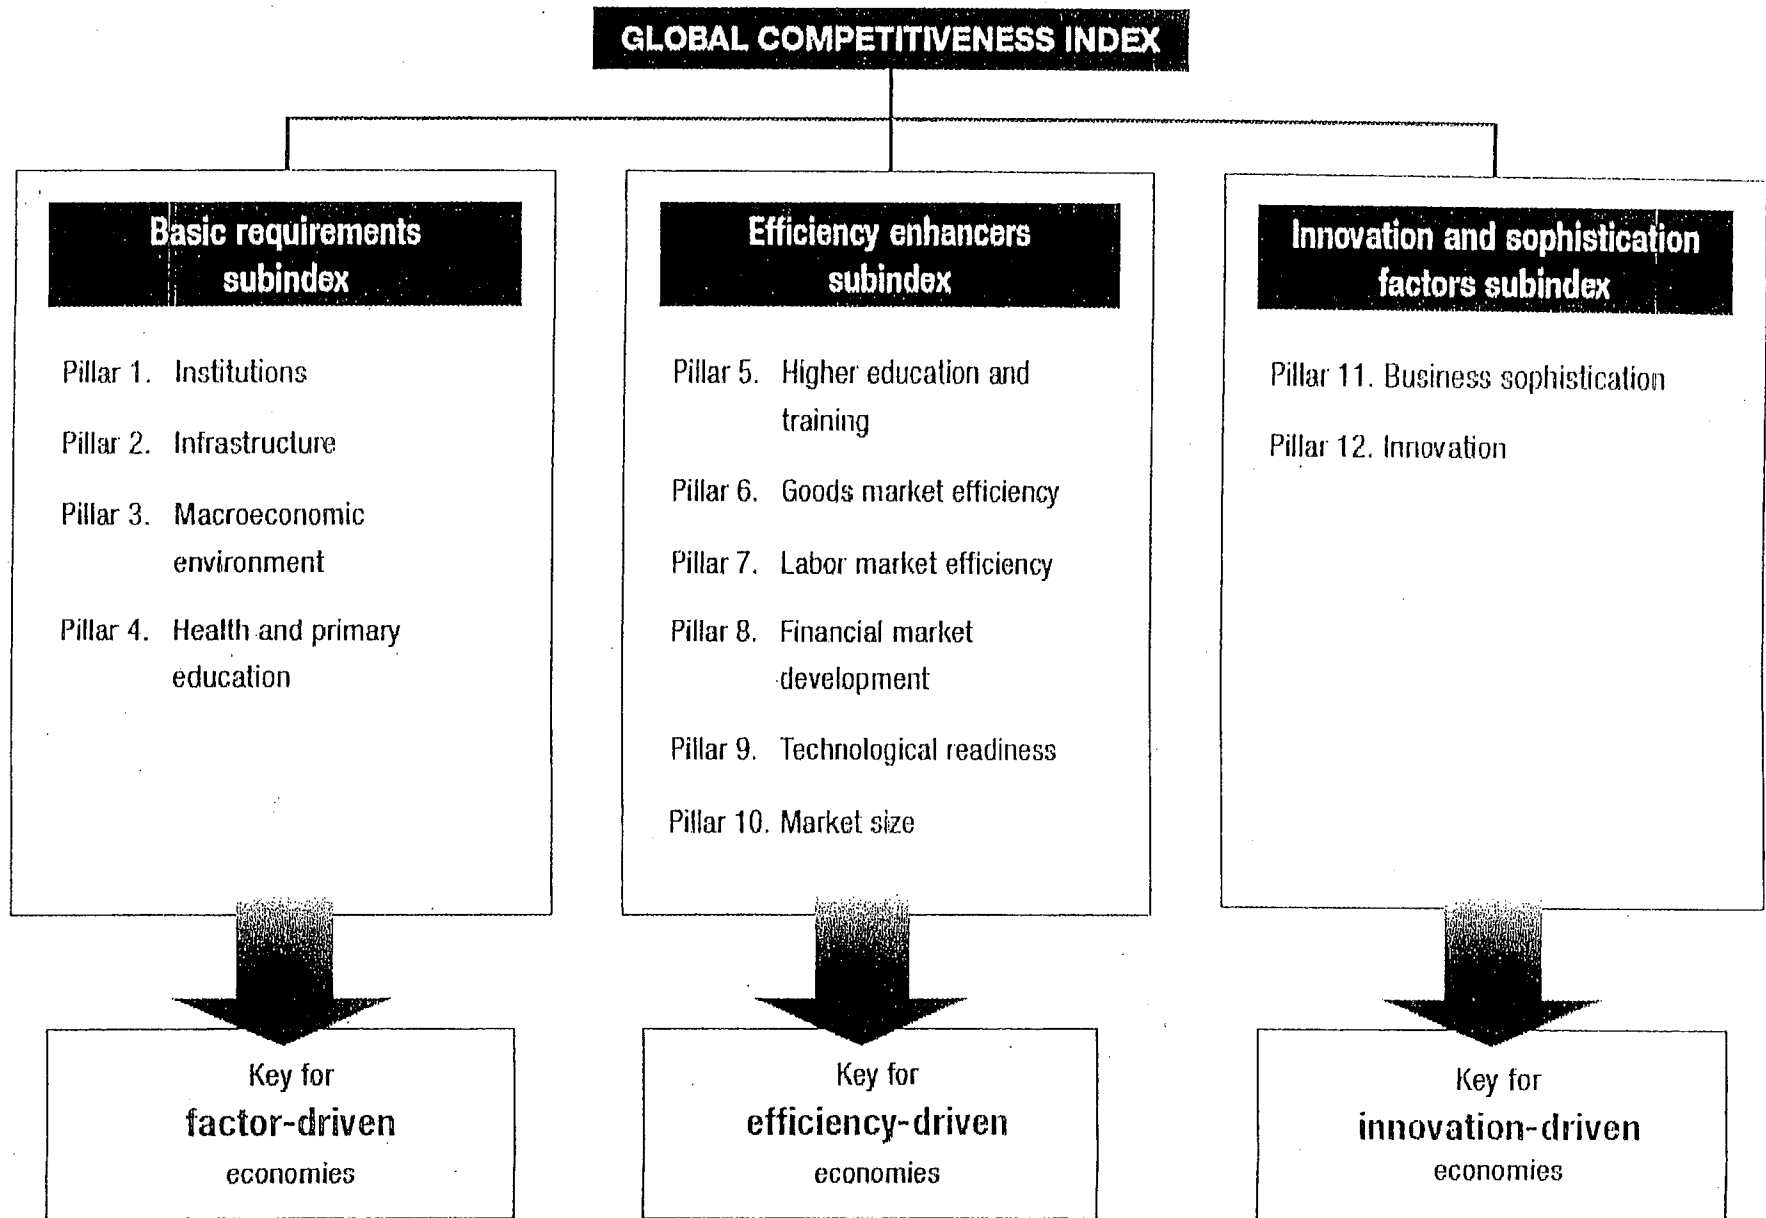 GLOBAL COMPETITIVENESS INDEX
Basic requirements
subindex
Pillar 1. Institutions
Pillar 2. Infrastructure
Pillar 3. Macroeconomic
environment
Pillar 4. Health and primary
education
Key for
factor-driven
economies
Efficiency enhancers
subindex
Pillar 5. Higher education and
training
Pillar 6. Goods market efficiency
Pillar 7. Labor market efficiency
Pillar 8. Financial market
development
Pillar 9. Technological readiness
Pillar 10. Market size
Key for
efficiency-driven
economies
Innovation and sophistication
factors subindex
Pillar 11. Business sophistication
Pillar 12. Innovation
Key for
innovation-driven
economies